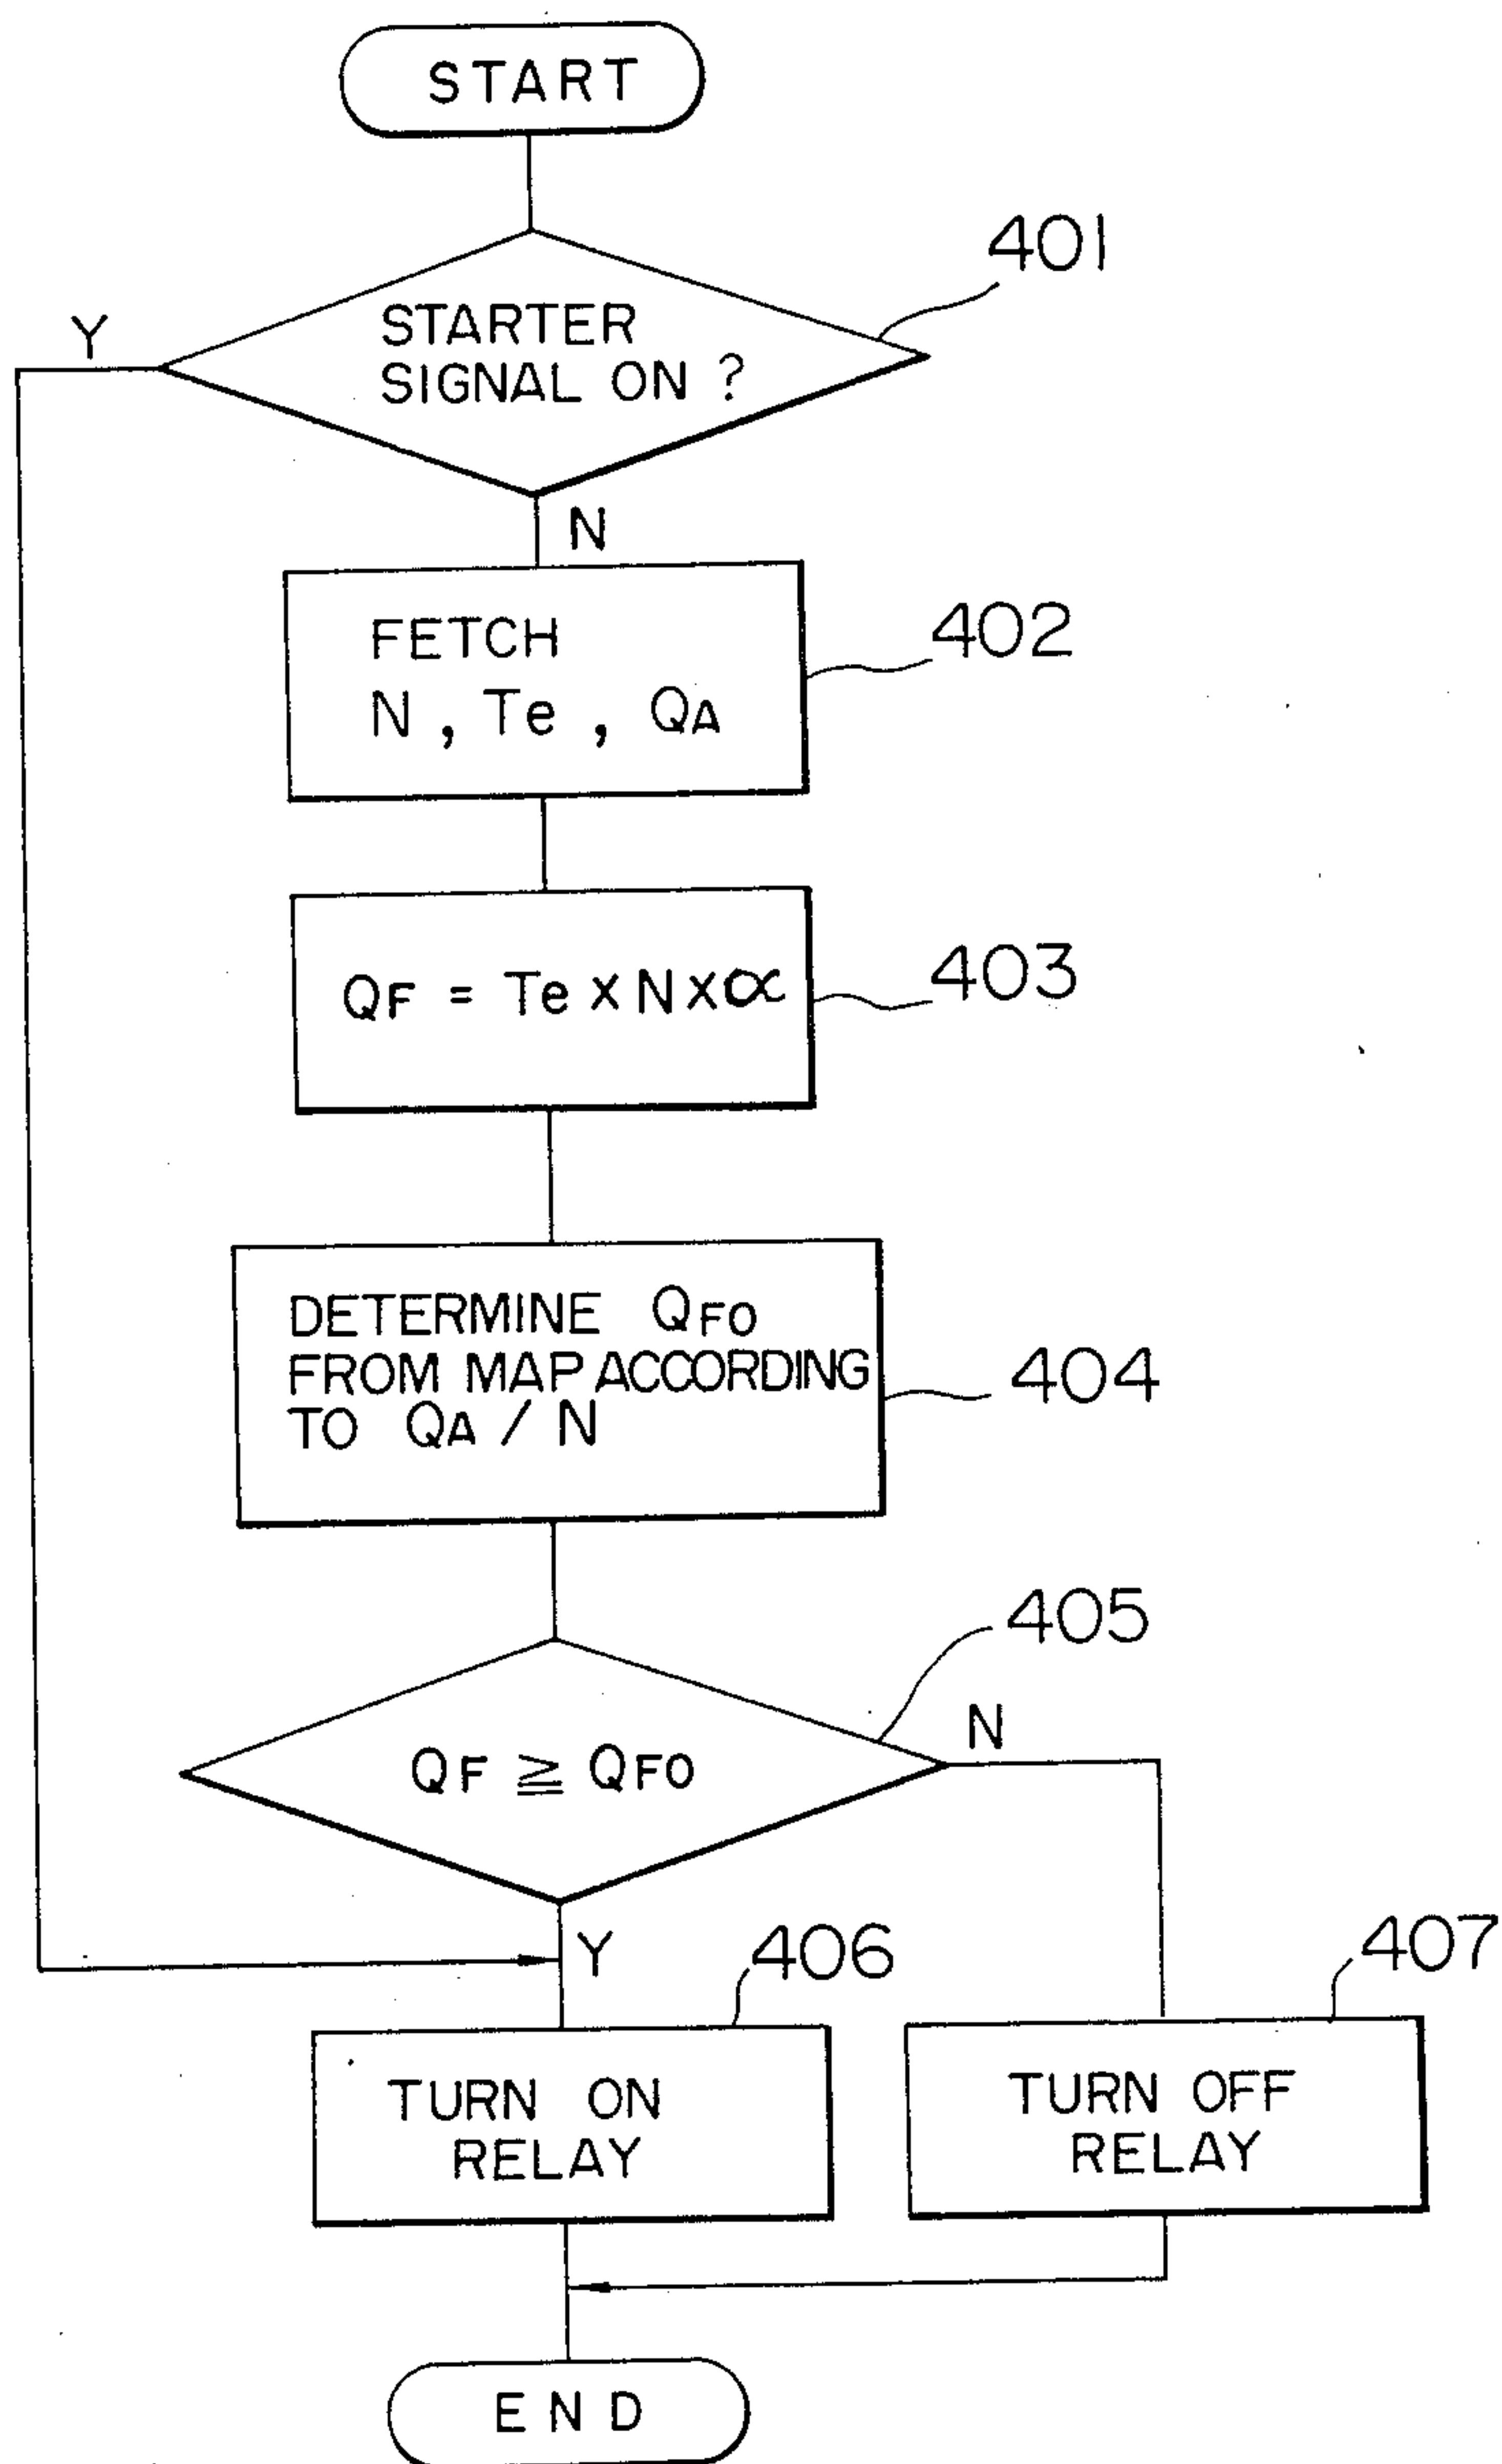 START
401
Y
STARTER
SIGNAL ON ?
N
FETCH
N , Te , QA
402
QF = Te x N x α
403
DETERMINE QFO
FROM MAP ACCORDING
TO QA / N
404
405
N
QF ≧ QFO
Y
406
407
TURN ON
RELAY
TURN OFF
RELAY
END